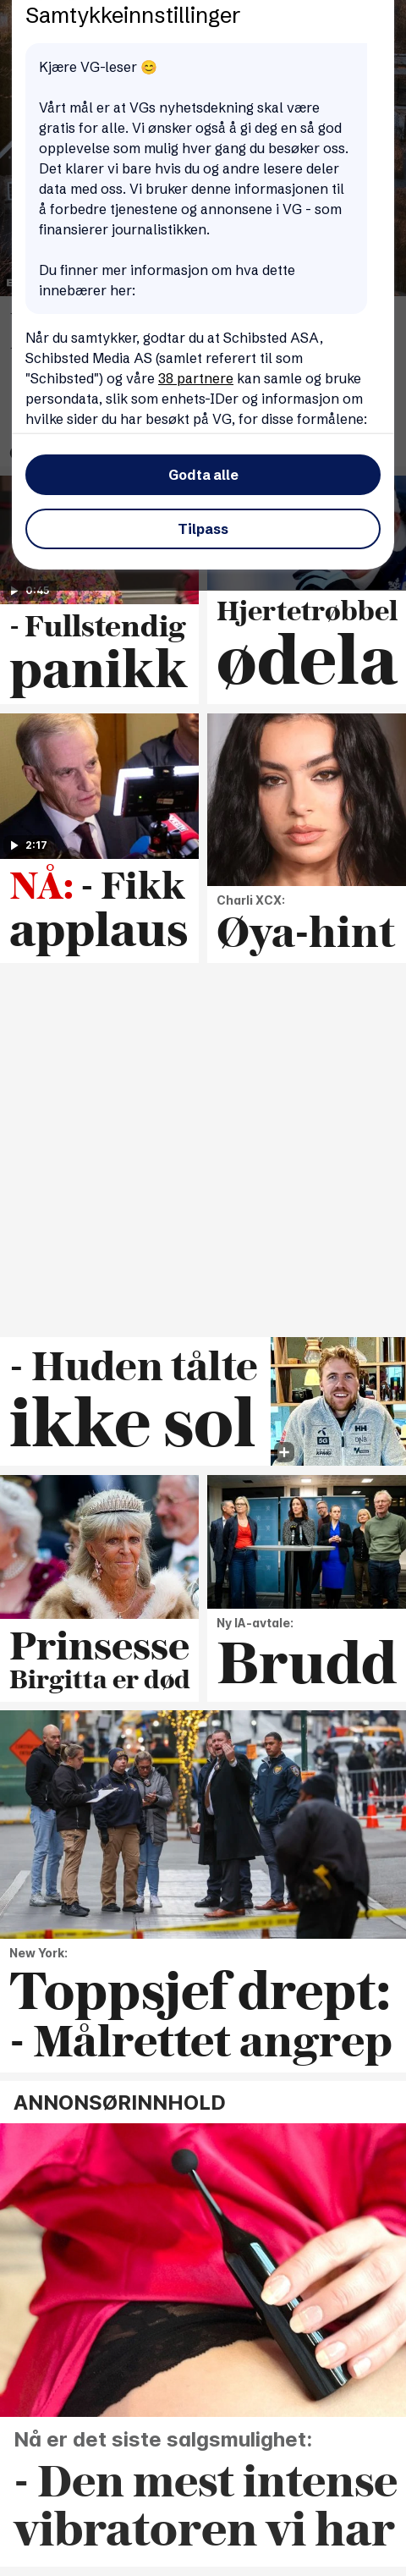 Samtykkeinnstillinger
Kjære VG-leser 😊
Vårt mål er at VGs nyhetsdekning skal være
gratis for alle. Vi ønsker også å gi deg en så god
opplevelse som mulig hver gang du besøker oss.
Det klarer vi bare hvis du og andre lesere deler
data med oss. Vi bruker denne informasjonen til
å forbedre tjenestene og annonsene i VG - som
finansierer journalistikken.
Du finner mer informasjon om hva dette
innebærer her:
Når du samtykker, godtar du at Schibsted ASA,
Schibsted Media AS (samlet referert til som
"Schibsted") og våre 38 partnere kan samle og bruke
persondata, slik som enhets-IDer og informasjon om
hvilke sider du har besøkt på VG, for disse formålene:
Godta alle
Tilpass
0:45
- Fullstendig
panikk
Hjertetrøbbel
ødela
2:17
NÅ: - Fikk
applaus
Charli XCX:
Øya-hint
- Huden tålte
ikke sol
Prinsesse
Birgitta er død
Ny IA-avtale:
Brudd
New York:
Toppsjef drept:
- Målrettet angrep
ANNONSØRINNHOLD
Nå er det siste salgsmulighet:
- Den mest intense
vibratoren vi har